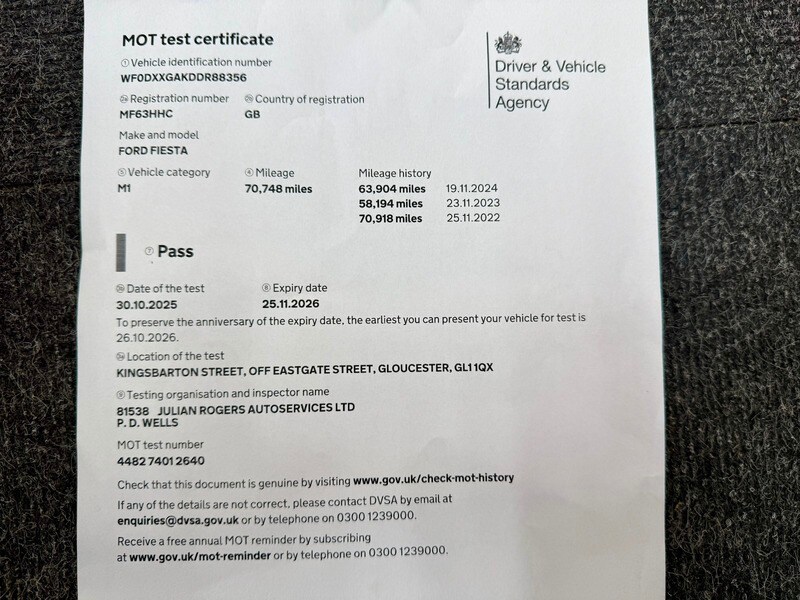 MOT test certificate
Driver & Vehicle
Standards
Agency
① Vehicle identification number
WF0DXXGAKDDR88356
Registration number Country of registration
MF63HHC GB
Make and model
FORD FIESTA
⑤ Vehicle category ④ Mileage Mileage history
M1 70,748 miles 63,904 miles 19.11.2024
58,194 miles 23.11.2023
70,918 miles 25.11.2022
⑦ Pass
Date of the test ⑧ Expiry date
30.10.2025 25.11.2026
To preserve the anniversary of the expiry date, the earliest you can present your vehicle for test is
26.10.2026.
Location of the test
KINGSBARTON STREET, OFF EASTGATE STREET, GLOUCESTER, GL1 1QX
⑨ Testing organisation and inspector name
81538 JULIAN ROGERS AUTOSERVICES LTD
P. D. WELLS
MOT test number
4482 7401 2640
Check that this document is genuine by visiting www.gov.uk/check-mot-history
If any of the details are not correct, please contact DVSA by email at
enquiries@dvsa.gov.uk or by telephone on 0300 1239000.
Receive a free annual MOT reminder by subscribing
at www.gov.uk/mot-reminder or by telephone on 0300 1239000.